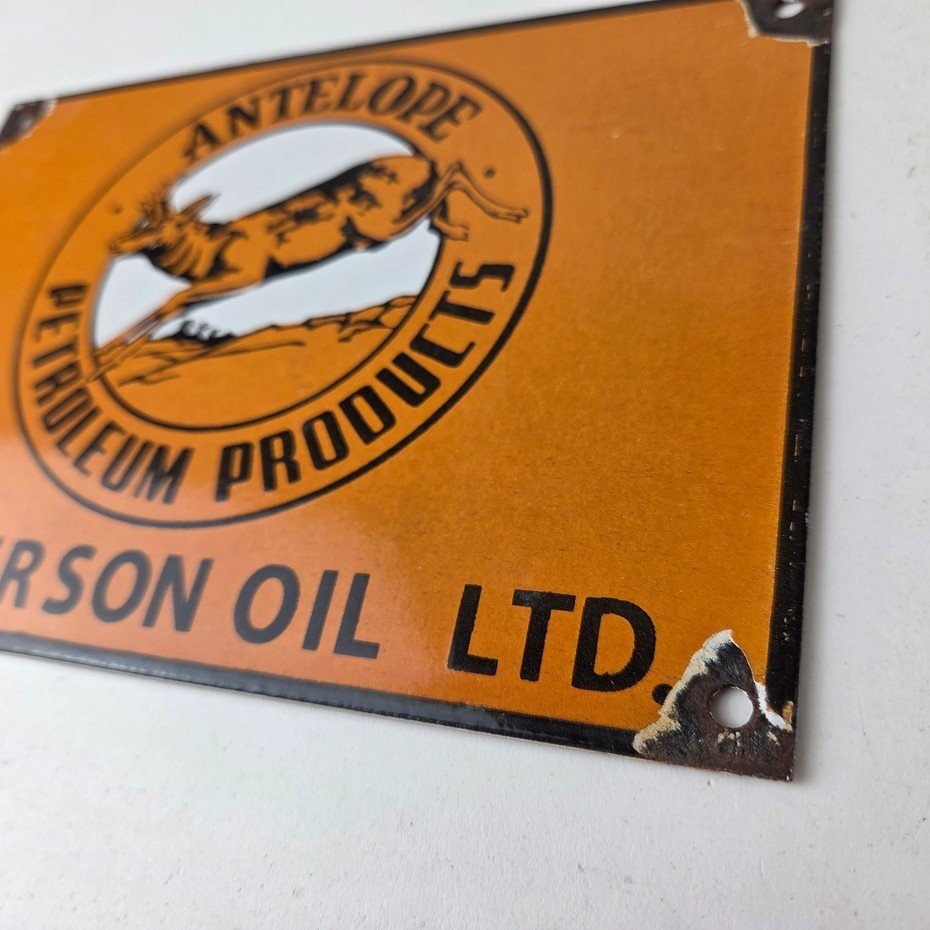 ANTELOPE
PETROLEUM PRODUCTS
RSON OIL LTD.